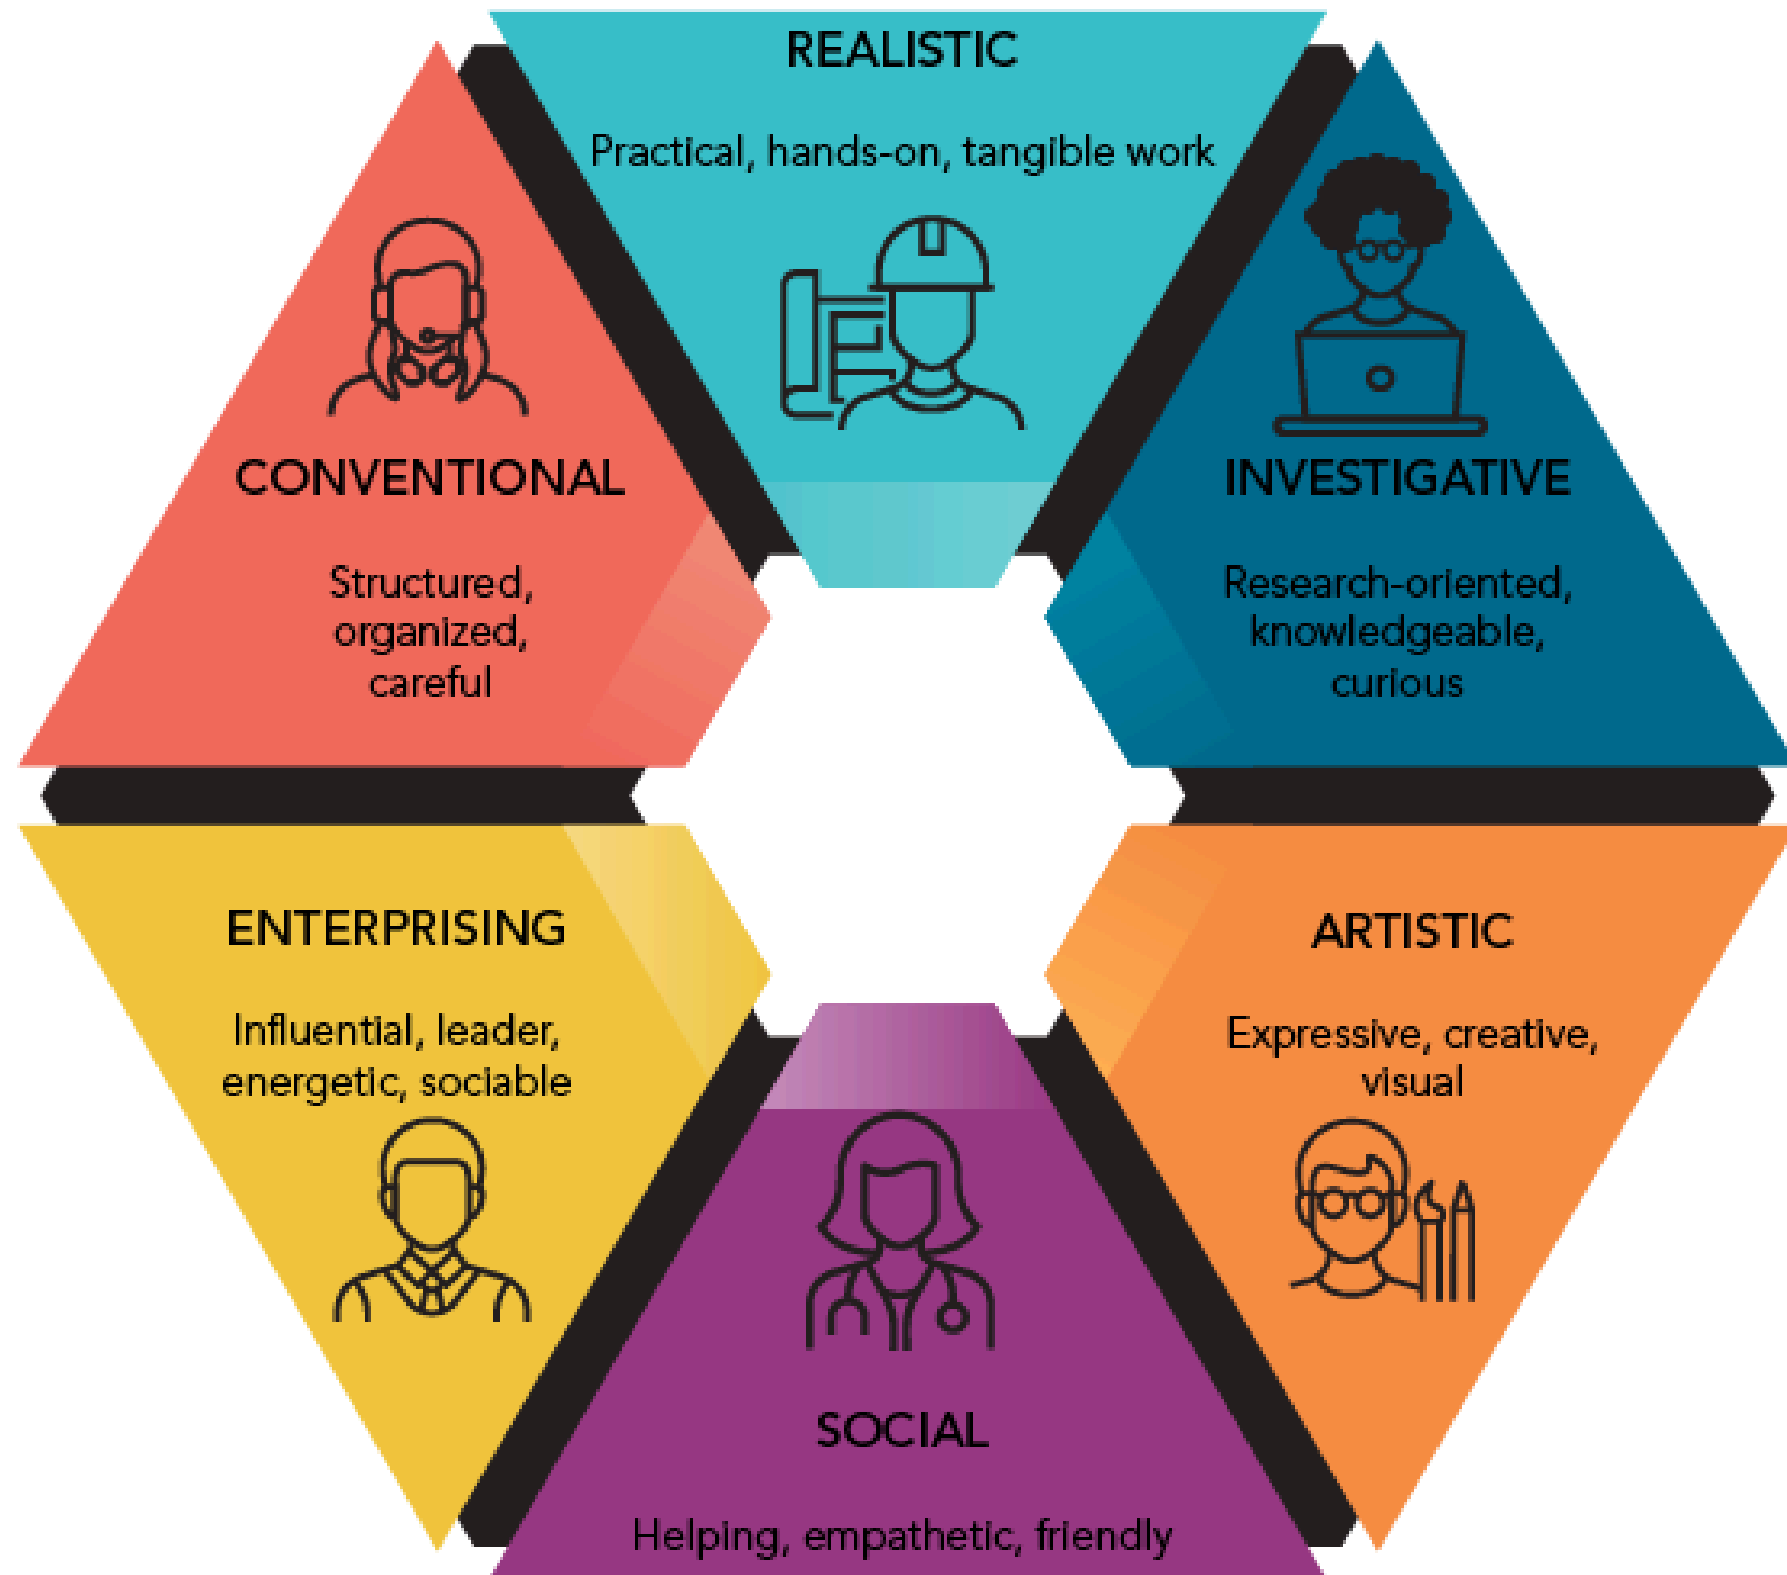 REALISTIC
Practical, hands-on, tangible work
CONVENTIONAL
Structured,
organized,
careful
INVESTIGATIVE
Research-oriented,
knowledgeable,
curious
ENTERPRISING
Influential, leader,
energetic, sociable
ARTISTIC
Expressive, creative,
visual
SOCIAL
Helping, empathetic, friendly